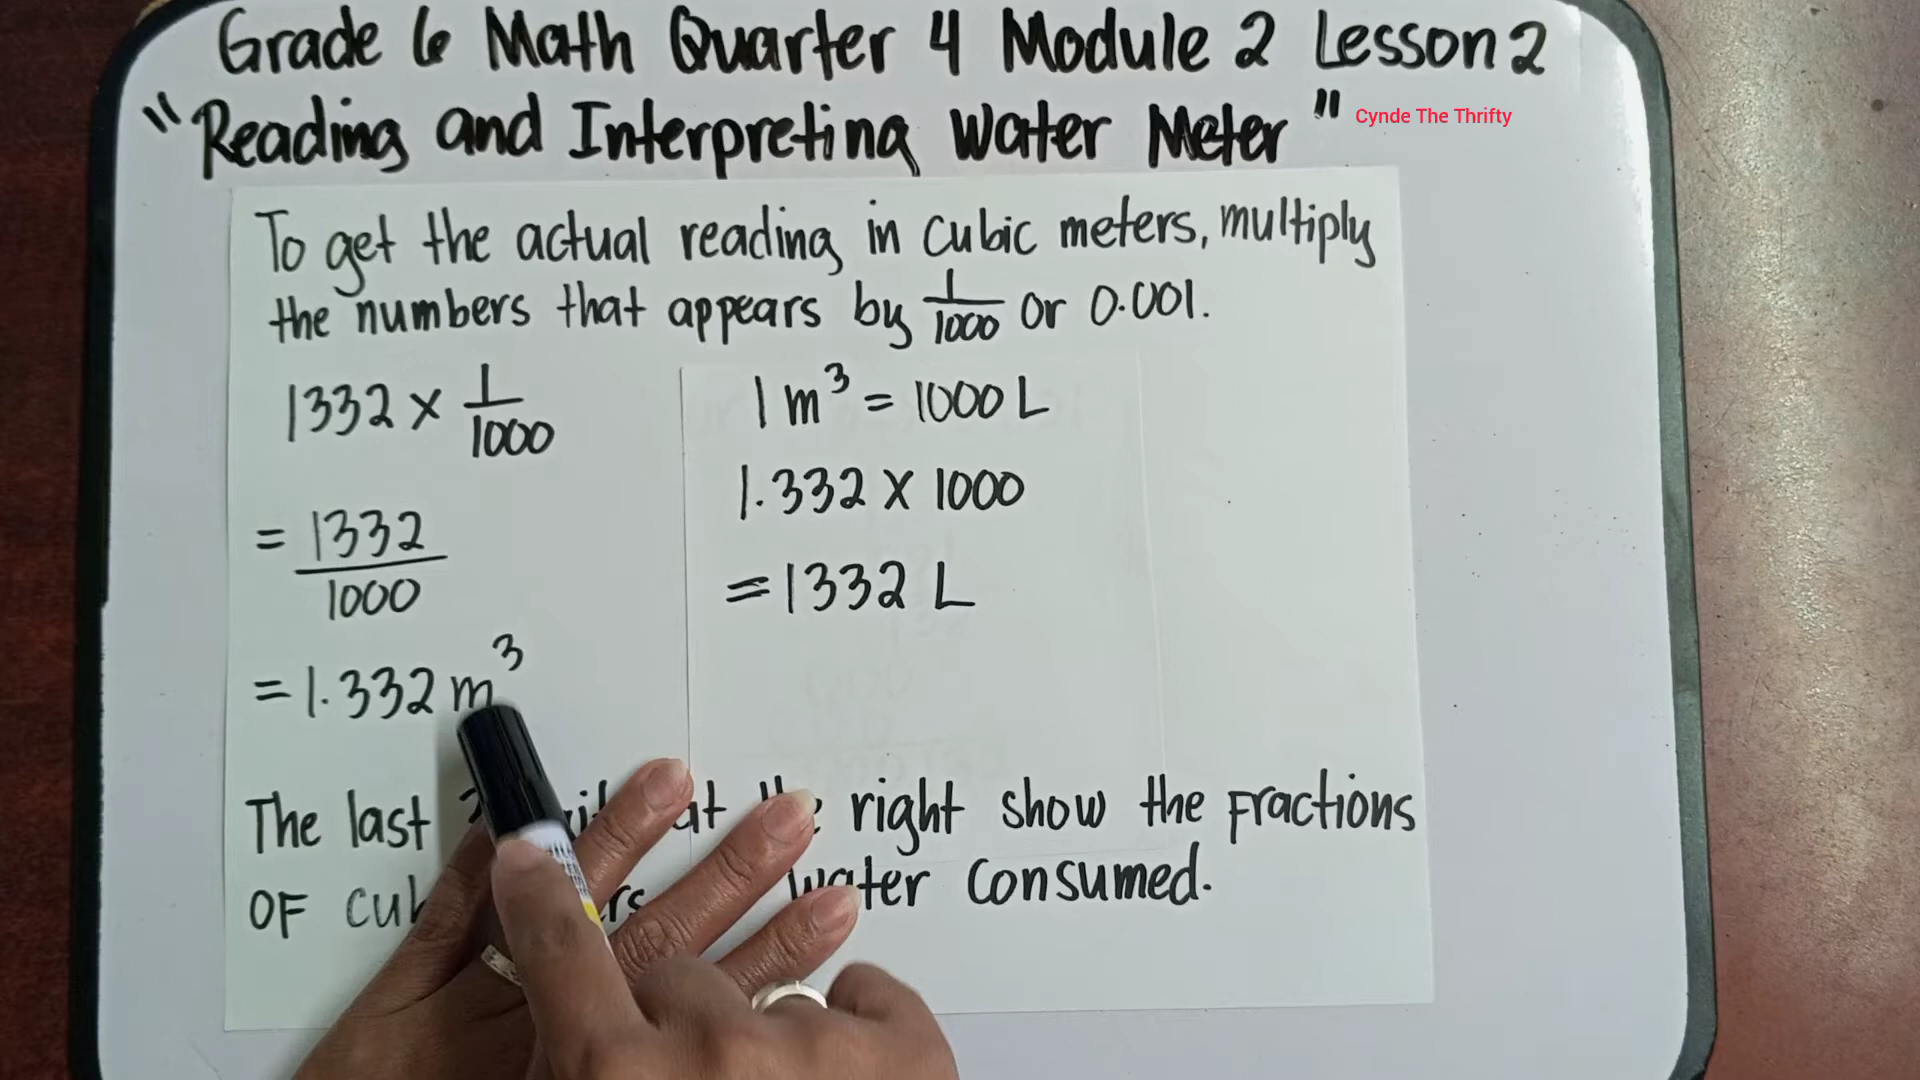 Grade 6 Math Quarter 4 Module 2 Lesson 2
"Reading and Interpreting Water Meter"
Cynde The Thrifty
To get the actual reading in cubic meters, multiply
the numbers that appears by 1/1000 or 0.001.
1332 x 1/1000
= 1332/1000
= 1.332 m³
1 m³ = 1000 L
1.332 x 1000
= 1332 L
The last right show the fractions
OF water consumed.